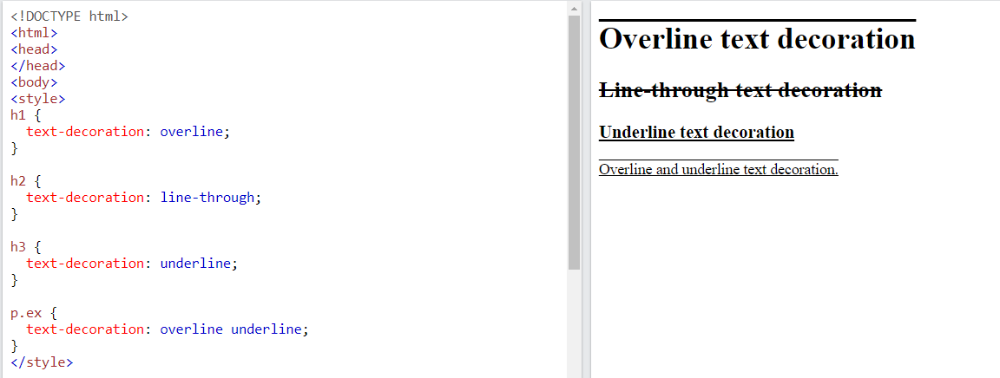 <!DOCTYPE html>
<html>
<head>
</head>
<body>
<style>
h1 {
  text-decoration: overline;
}

h2 {
  text-decoration: line-through;
}

h3 {
  text-decoration: underline;
}

p.ex {
  text-decoration: overline underline;
}
</style>
Overline text decoration
Line-through text decoration
Underline text decoration
Overline and underline text decoration.